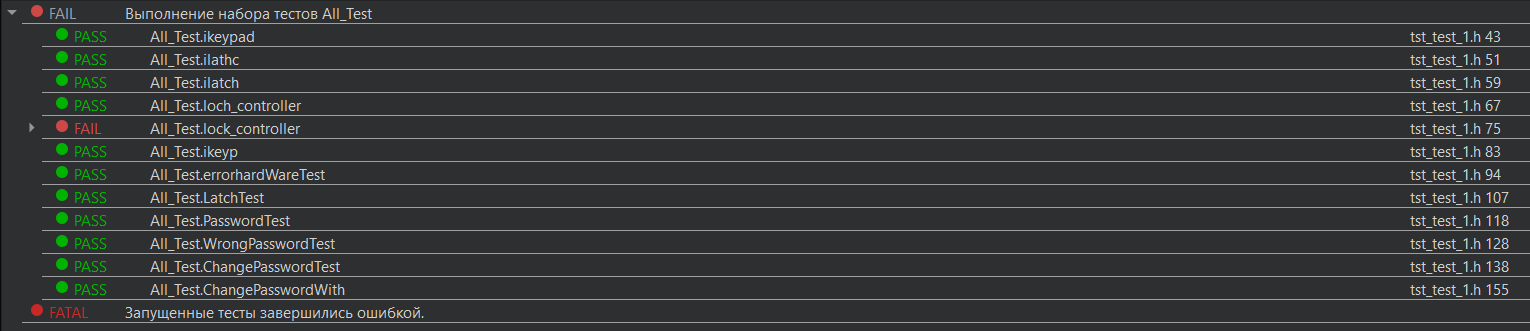 FAIL Выполнение набора тестов All_Test
PASS All_Test.ikeypad tst_test_1.h 43
PASS All_Test.ilathc tst_test_1.h 51
PASS All_Test.ilatch tst_test_1.h 59
PASS All_Test.loch_controller tst_test_1.h 67
FAIL All_Test.lock_controller tst_test_1.h 75
PASS All_Test.ikeyp tst_test_1.h 83
PASS All_Test.errorhardWareTest tst_test_1.h 94
PASS All_Test.LatchTest tst_test_1.h 107
PASS All_Test.PasswordTest tst_test_1.h 118
PASS All_Test.WrongPasswordTest tst_test_1.h 128
PASS All_Test.ChangePasswordTest tst_test_1.h 138
PASS All_Test.ChangePasswordWith tst_test_1.h 155
FATAL Запущенные тесты завершились ошибкой.